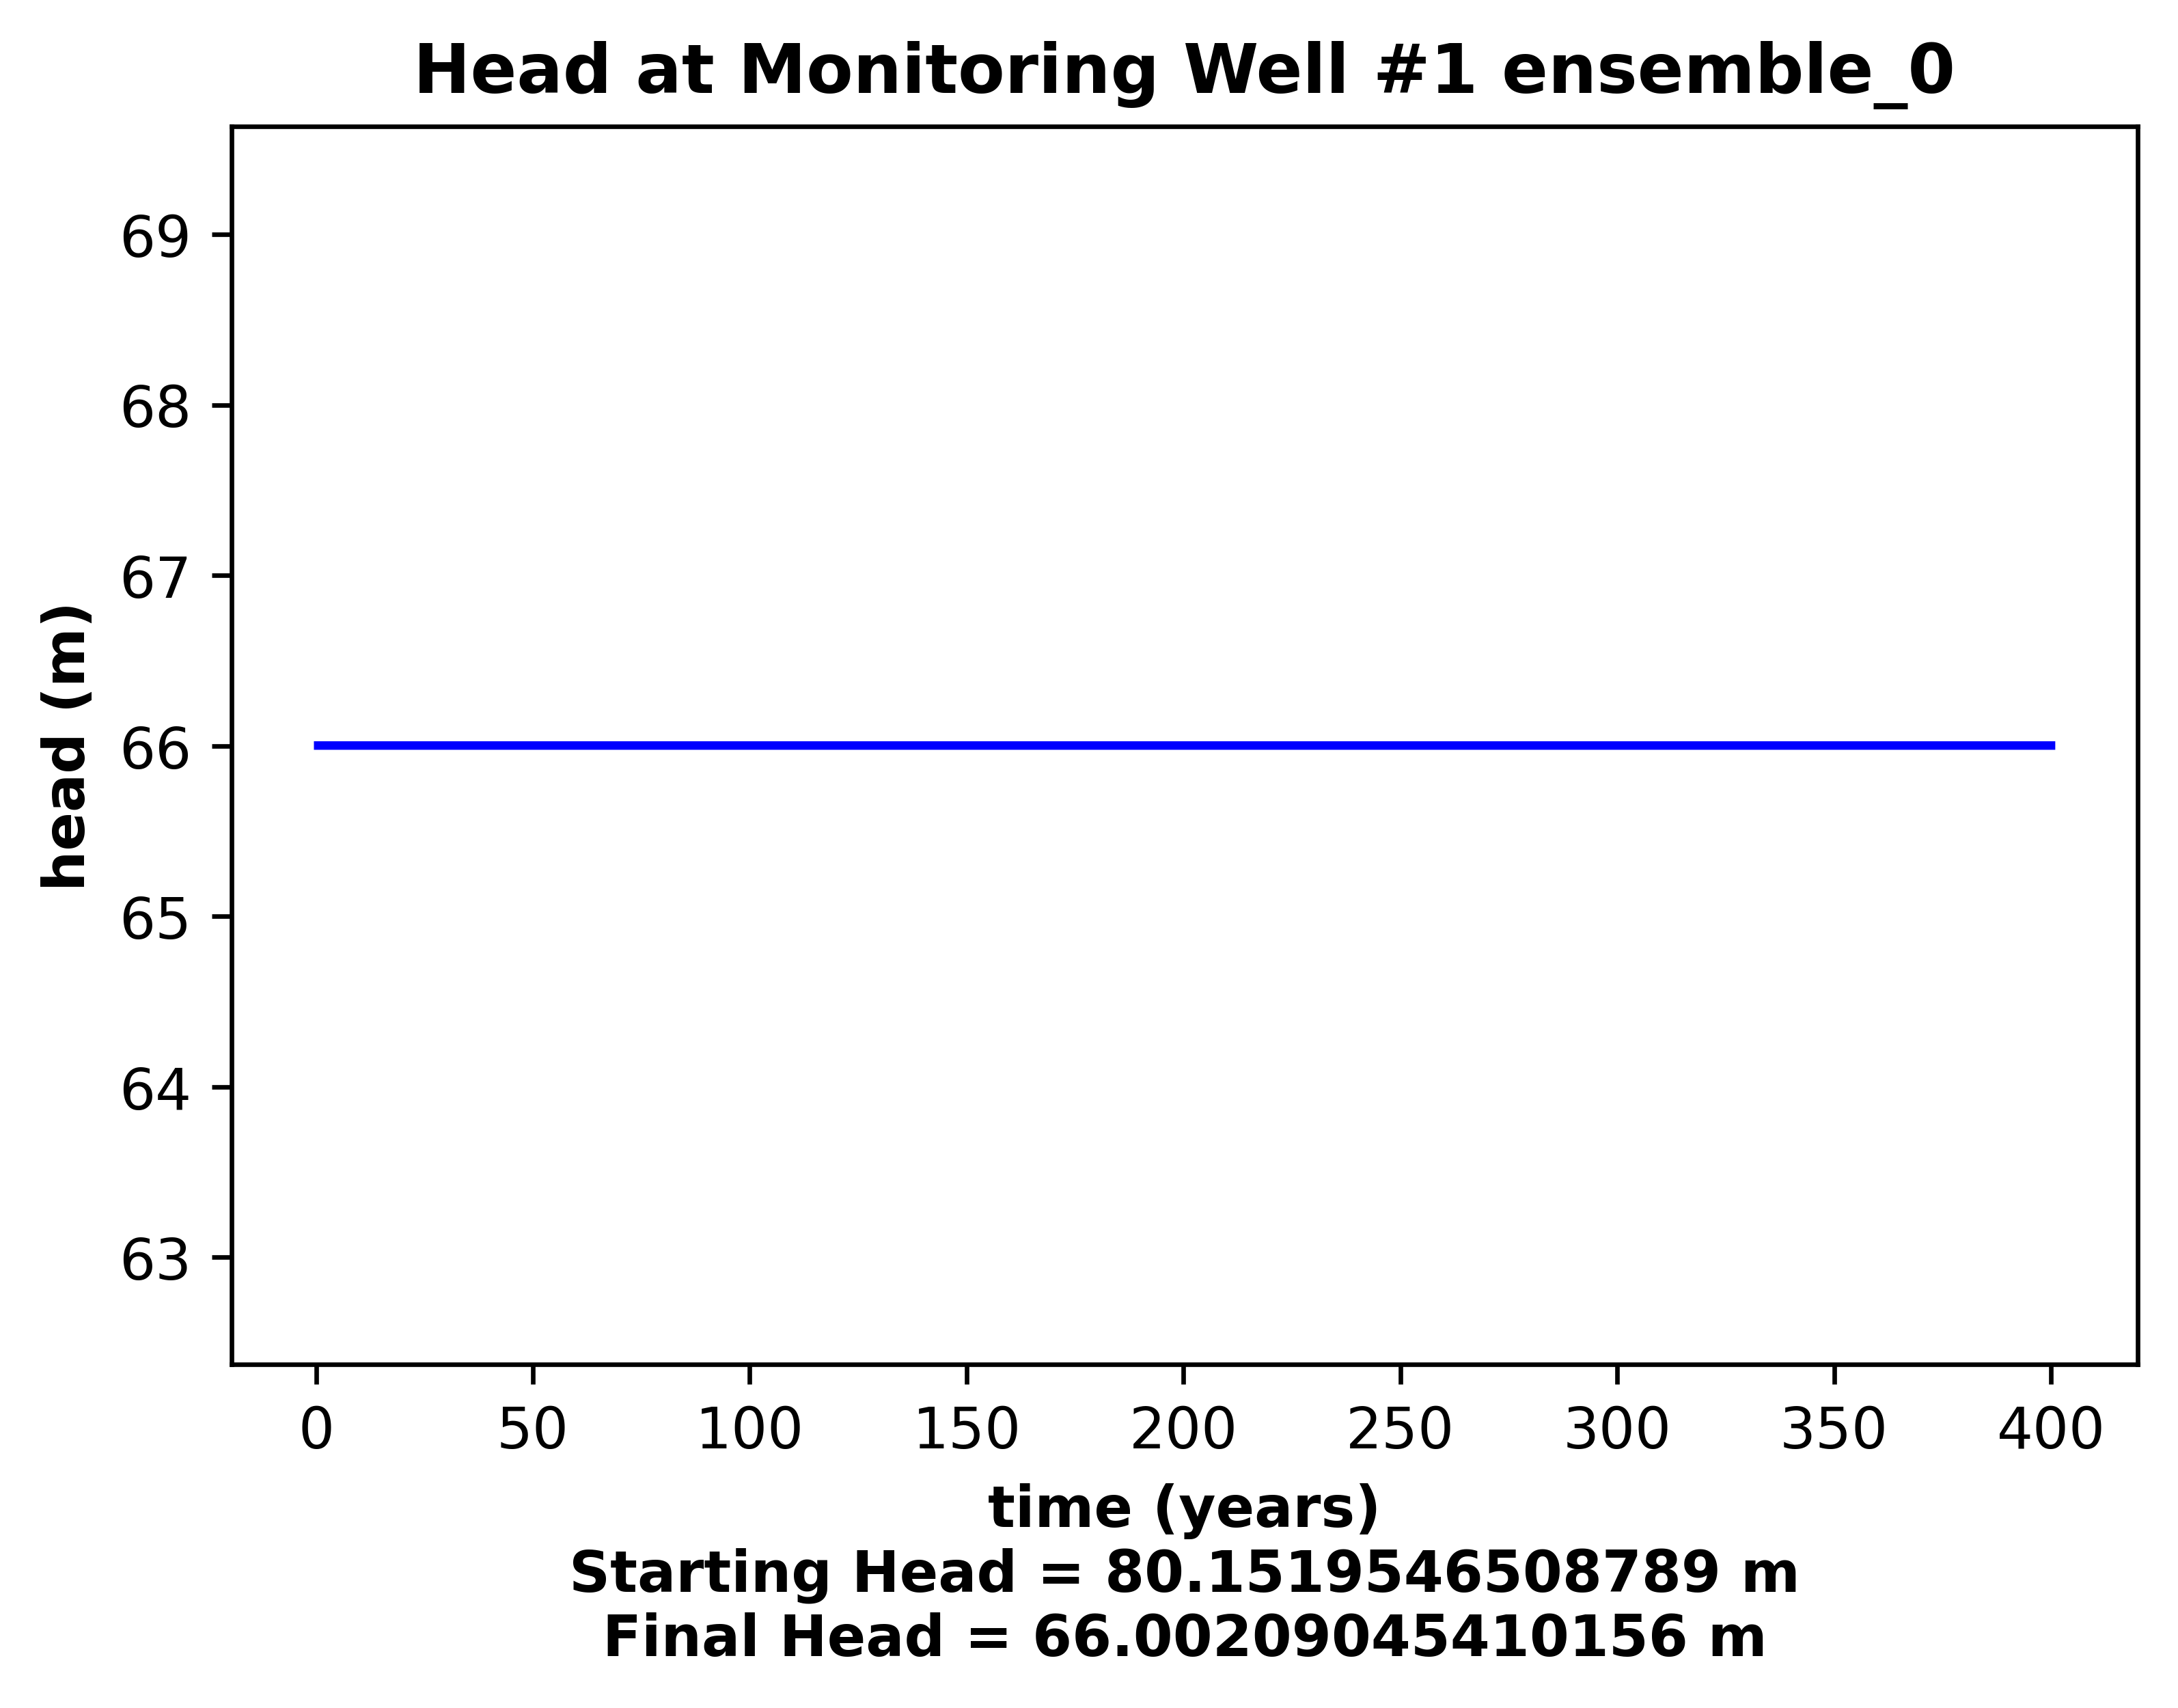 Head at Monitoring Well #1 ensemble_0
69
68
67
66
65
64
63
head (m)
0 50 100 150 200 250 300 350 400
time (years)
Starting Head = 80.1519546508789 m
Final Head = 66.00209045410156 m